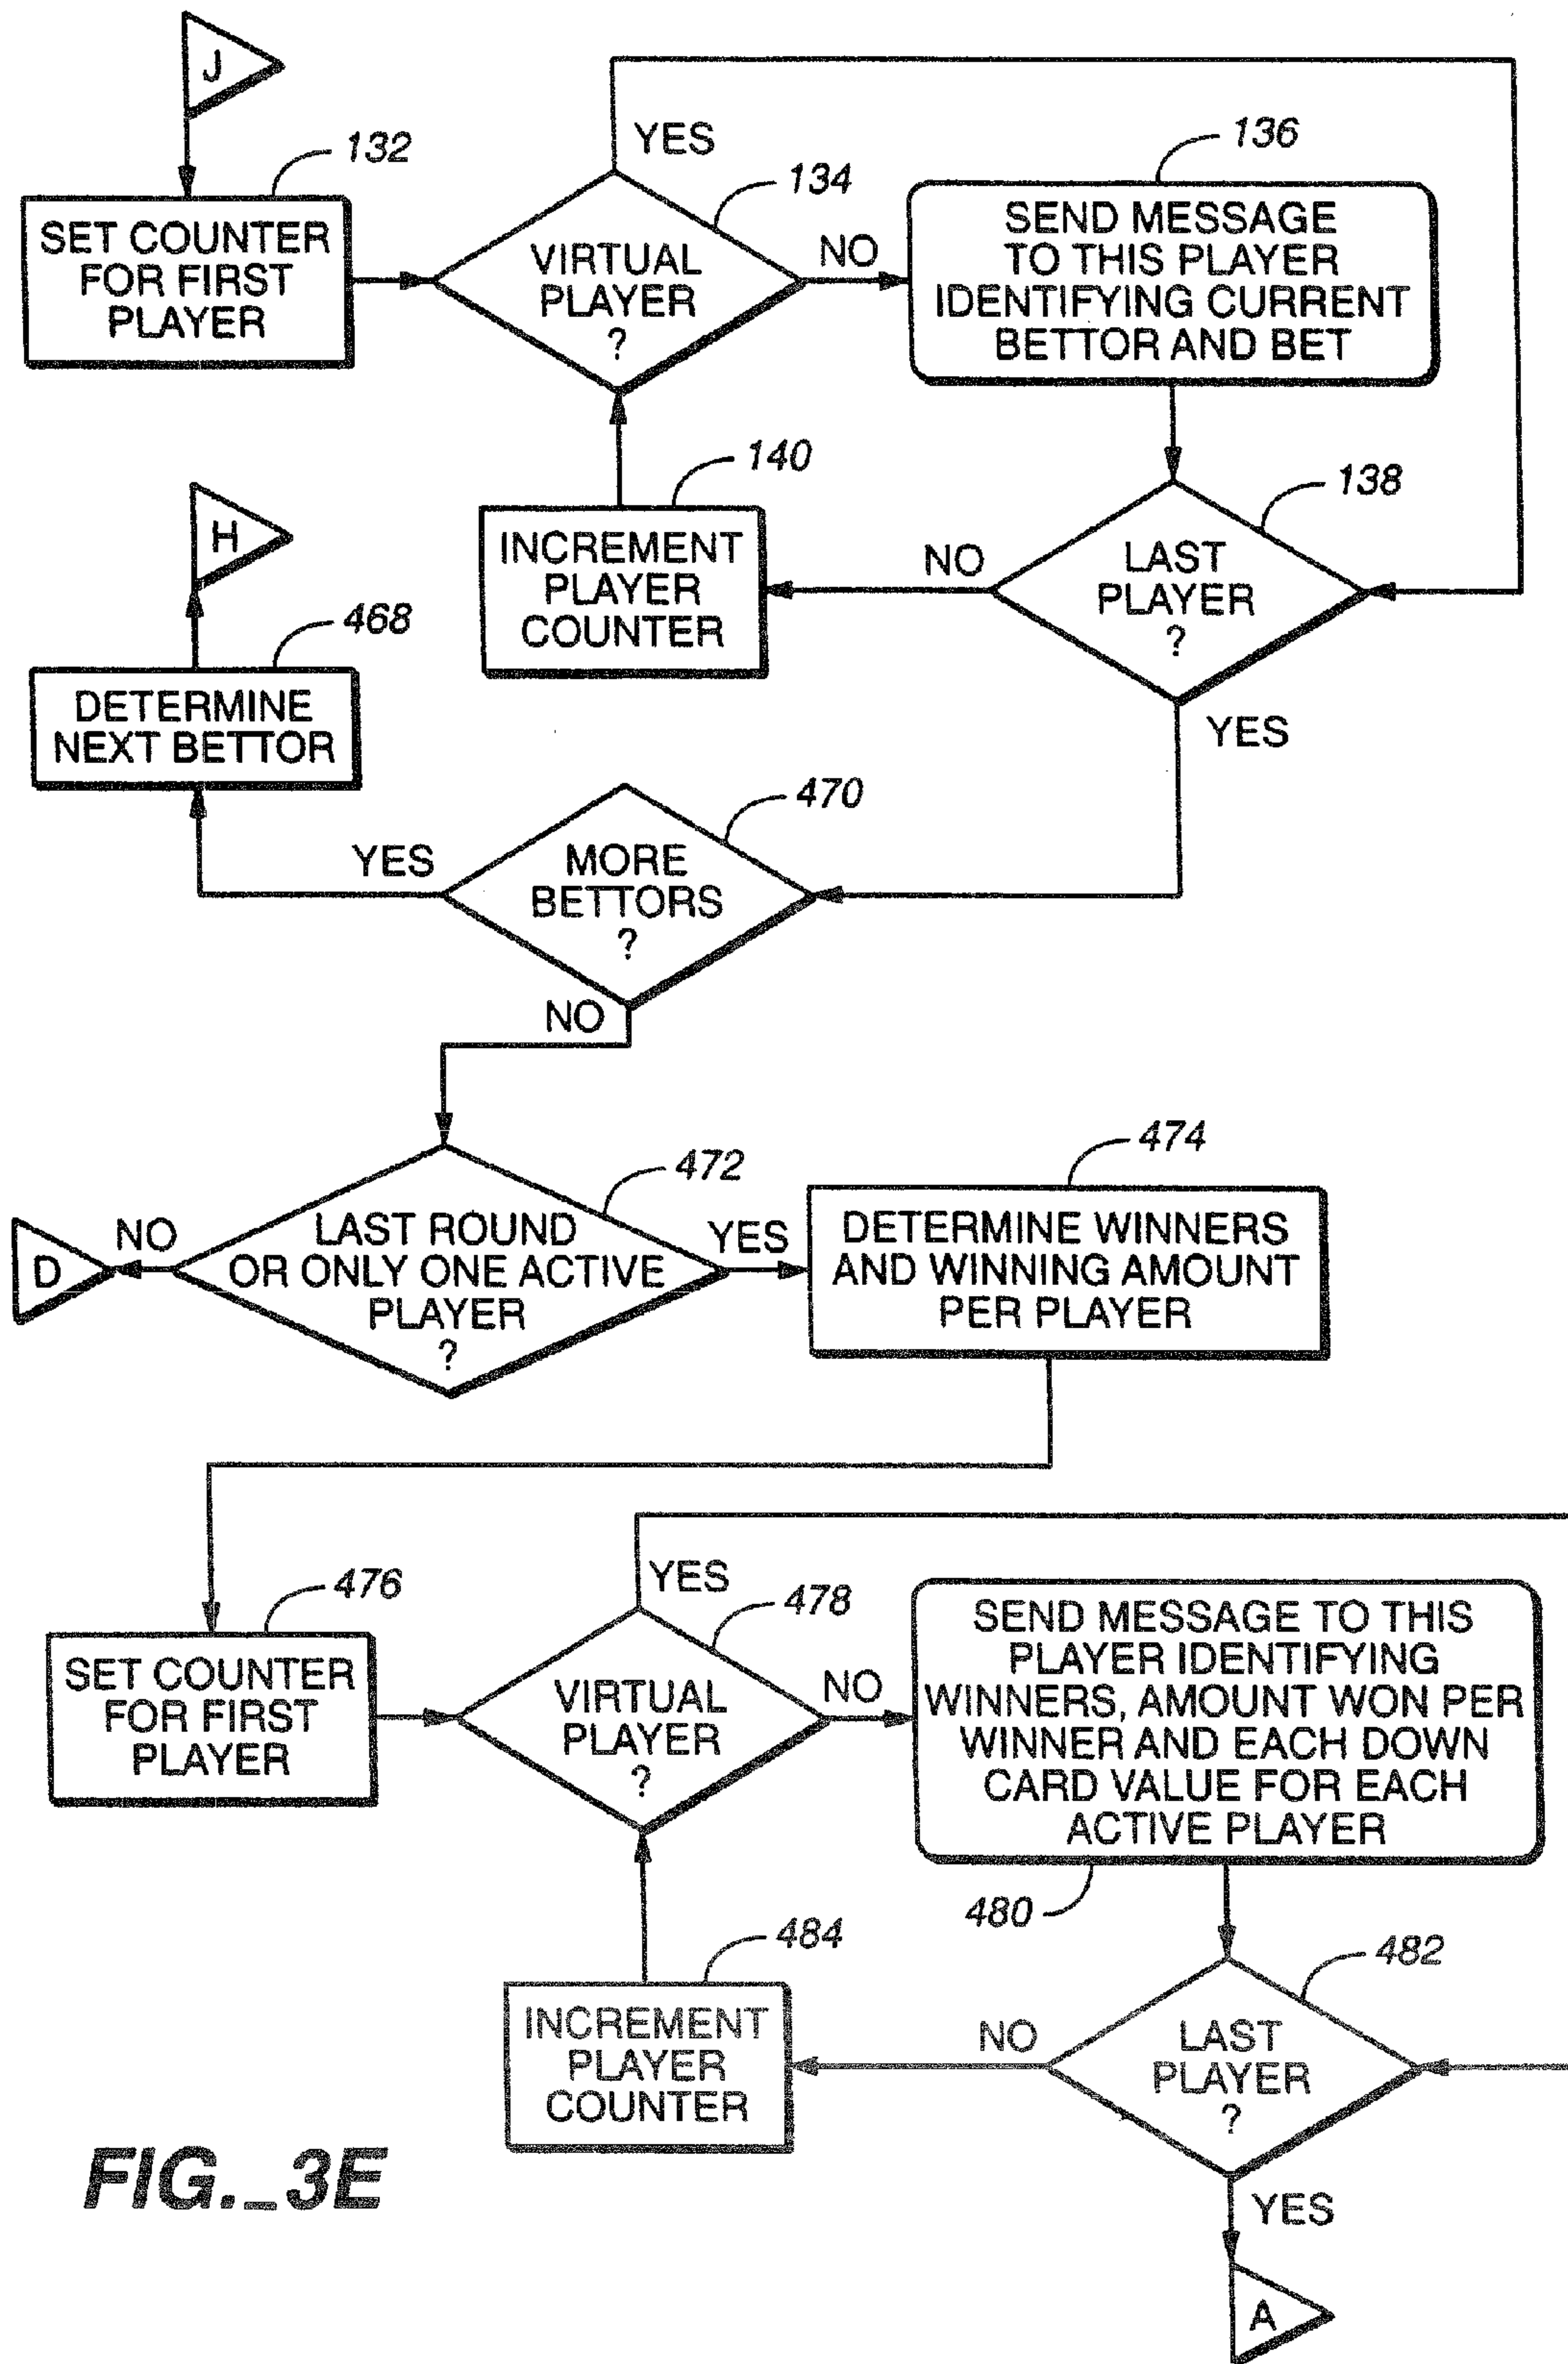 J
132
SET COUNTER
FOR FIRST
PLAYER
YES
134
VIRTUAL
PLAYER
?
NO
136
SEND MESSAGE
TO THIS PLAYER
IDENTIFYING CURRENT
BETTOR AND BET
140
INCREMENT
PLAYER
COUNTER
NO
138
LAST
PLAYER
?
YES
H
468
DETERMINE
NEXT BETTOR
YES
470
MORE
BETTORS
?
NO
472
LAST ROUND
OR ONLY ONE ACTIVE
PLAYER
?
NO
D
YES
474
DETERMINE WINNERS
AND WINNING AMOUNT
PER PLAYER
476
SET COUNTER
FOR FIRST
PLAYER
YES
478
VIRTUAL
PLAYER
?
NO
SEND MESSAGE TO THIS
PLAYER IDENTIFYING
WINNERS, AMOUNT WON PER
WINNER AND EACH DOWN
CARD VALUE FOR EACH
ACTIVE PLAYER
480
484
INCREMENT
PLAYER
COUNTER
NO
482
LAST
PLAYER
?
YES
A
FIG._3E